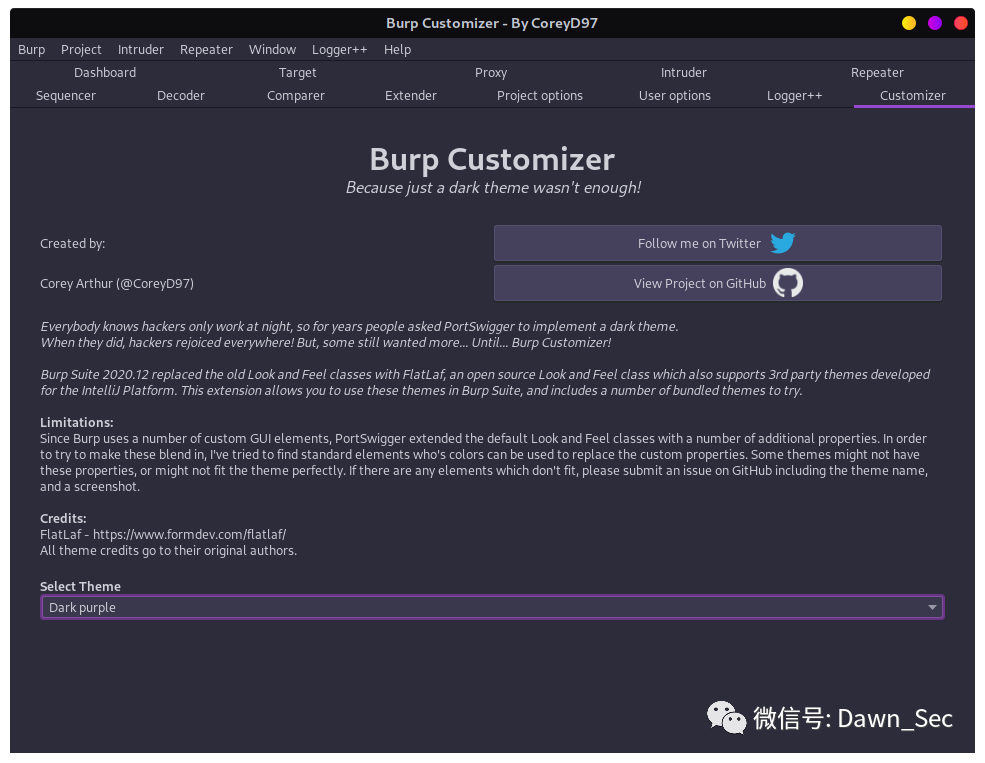 Burp Customizer - By CoreyD97
Burp Project Intruder Repeater Window Logger++ Help
Dashboard Target Proxy Intruder Repeater
Sequencer Decoder Comparer Extender Project options User options Logger++ Customizer
Burp Customizer
Because just a dark theme wasn't enough!
Created by:
Follow me on Twitter
Corey Arthur (@CoreyD97)
View Project on GitHub
Everybody knows hackers only work at night, so for years people asked PortSwigger to implement a dark theme.
When they did, hackers rejoiced everywhere! But, some still wanted more... Until... Burp Customizer!
Burp Suite 2020.12 replaced the old Look and Feel classes with FlatLaf, an open source Look and Feel class which also supports 3rd party themes developed
for the IntelliJ Platform. This extension allows you to use these themes in Burp Suite, and includes a number of bundled themes to try.
Limitations:
Since Burp uses a number of custom GUI elements, PortSwigger extended the default Look and Feel classes with a number of additional properties. In order
to try to make these blend in, I've tried to find standard elements who's colors can be used to replace the custom properties. Some themes might not have
these properties, or might not fit the theme perfectly. If there are any elements which don't fit, please submit an issue on GitHub including the theme name,
and a screenshot.
Credits:
FlatLaf - https://www.formdev.com/flatlaf/
All theme credits go to their original authors.
Select Theme
Dark purple
微信号: Dawn_Sec